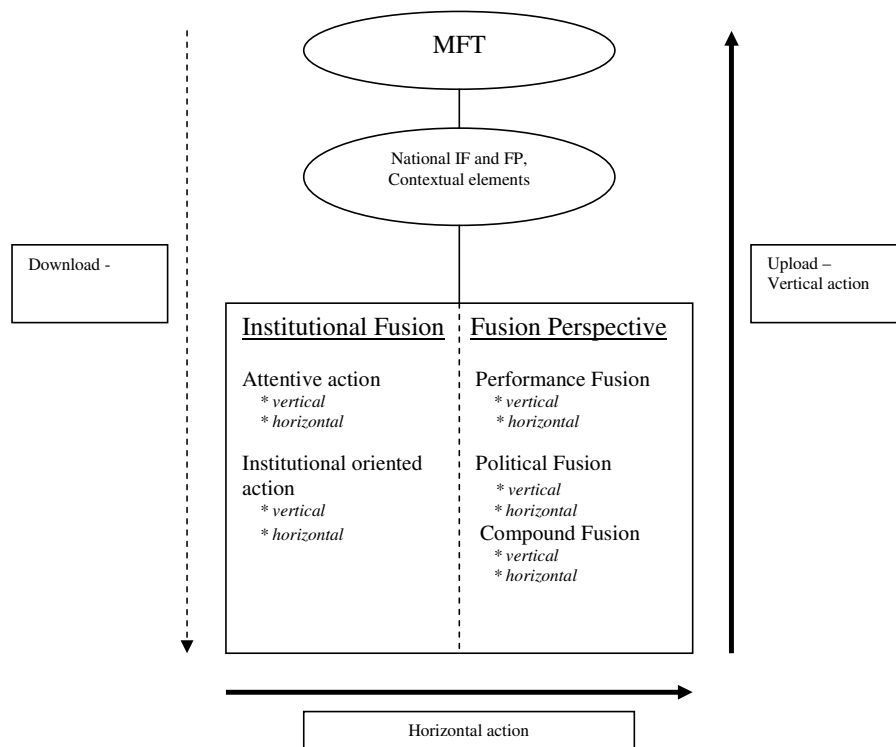 MFT
National IF and FP,
Contextual elements
Download -
Upload –
Vertical action
Institutional Fusion
Attentive action
* vertical
* horizontal
Institutional oriented
action
* vertical
* horizontal
Fusion Perspective
Performance Fusion
* vertical
* horizontal
Political Fusion
* vertical
* horizontal
Compound Fusion
* vertical
* horizontal
Horizontal action